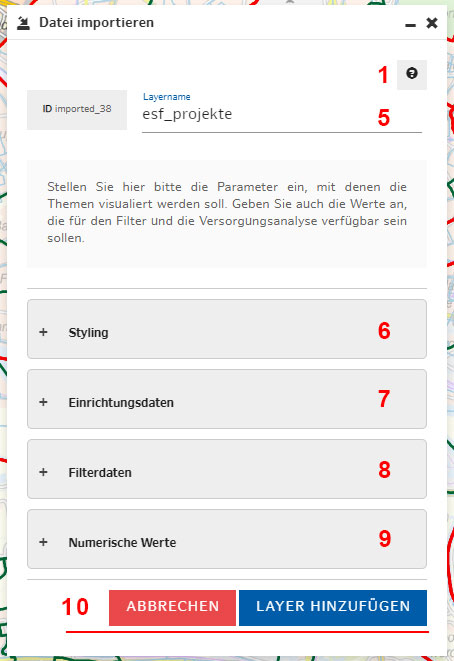 Datei importieren
1
ID imported_38
Layername
esf_projekte
5
Stellen Sie hier bitte die Parameter ein, mit denen die
Themen visualiert werden soll. Geben Sie auch die Werte an,
die für den Filter und die Versorgungsanalyse verfügbar sein
sollen.
+ Styling 6
+ Einrichtungsdaten 7
+ Filterdaten 8
+ Numerische Werte 9
10 ABBRECHEN LAYER HINZUFÜGEN